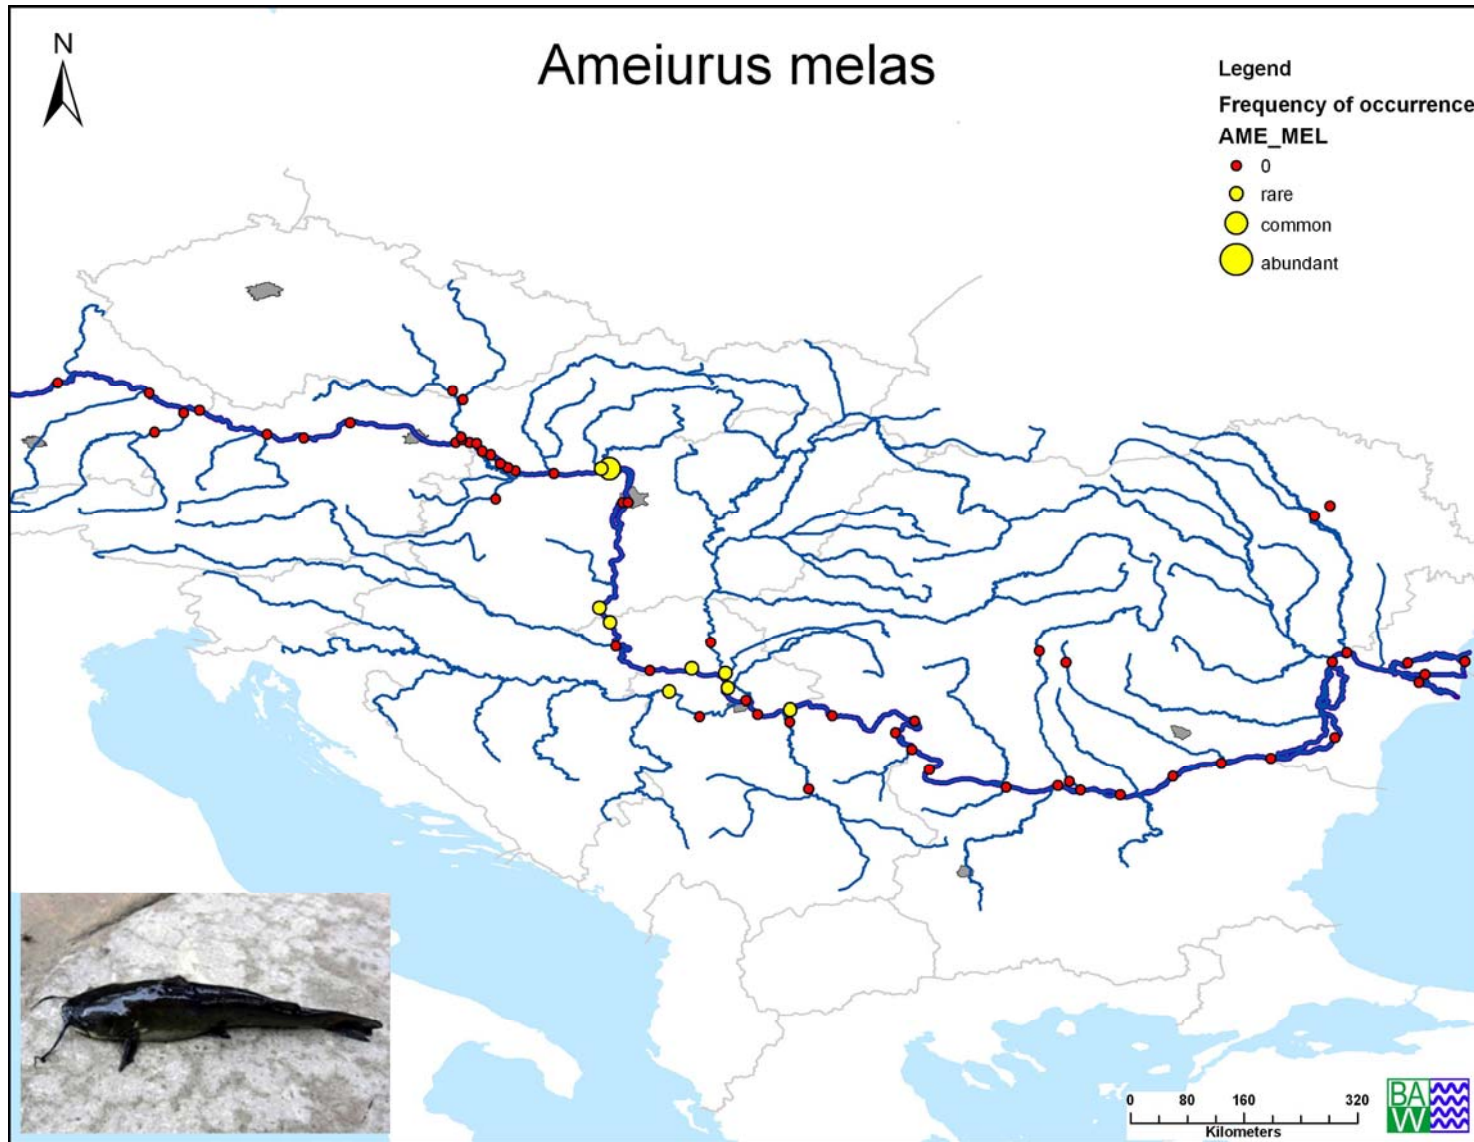 N
Ameiurus melas
Legend
Frequency of occurrence
AME_MEL
0
rare
common
abundant
0 80 160 320
Kilometers
BA
W